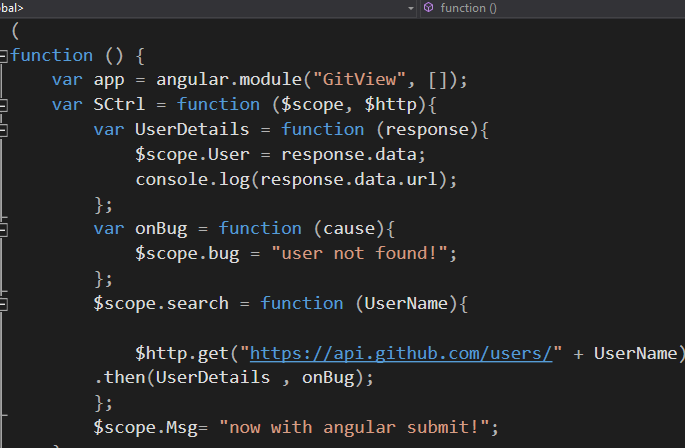 bal> function ()
(
function () {
var app = angular.module("GitView", []);
var SCtrl = function ($scope, $http){
var UserDetails = function (response){
$scope.User = response.data;
console.log(response.data.url);
};
var onBug = function (cause){
$scope.bug = "user not found!";
};
$scope.search = function (UserName){
$http.get("https://api.github.com/users/" + UserName)
.then(UserDetails , onBug);
};
$scope.Msg= "now with angular submit!";